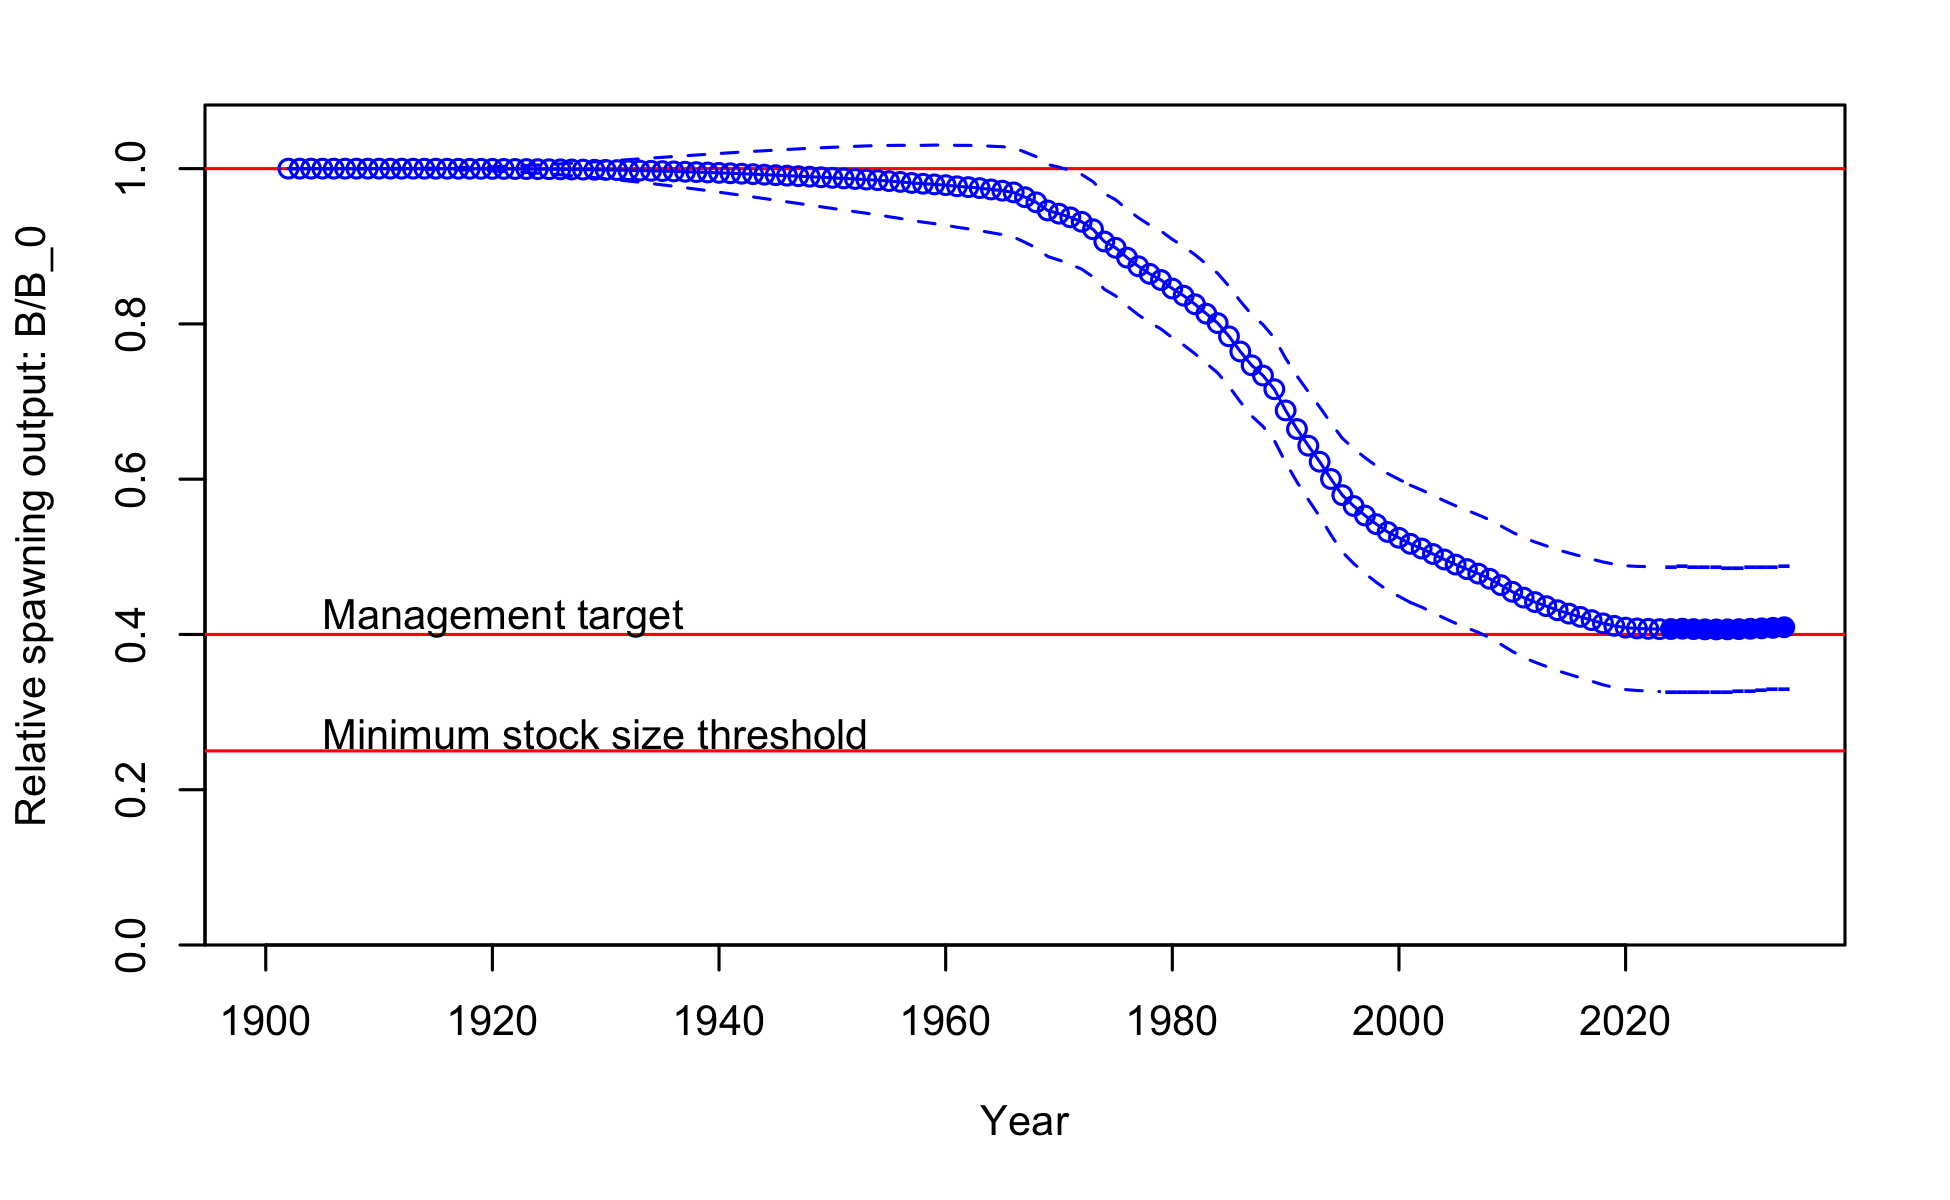 Relative spawning output: B/B_0
1.0
0.8
0.6
0.4
0.2
0.0
Management target
Minimum stock size threshold
1900 1920 1940 1960 1980 2000 2020
Year